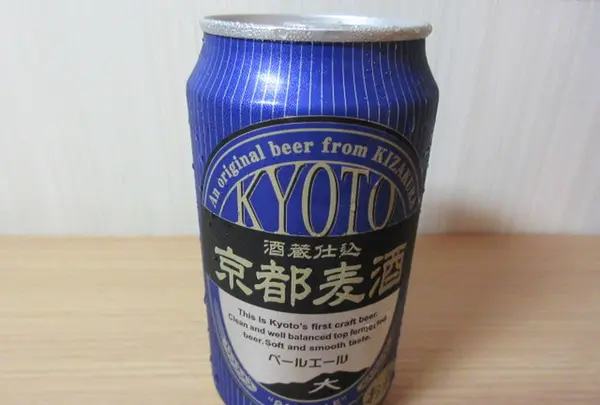 An original beer from KIZAKURA
KYOTO
酒蔵仕込
京都麦酒
This is Kyoto's first craft beer.
Clean and well balanced top fermented
beer. Soft and smooth taste.
ペールエール
大